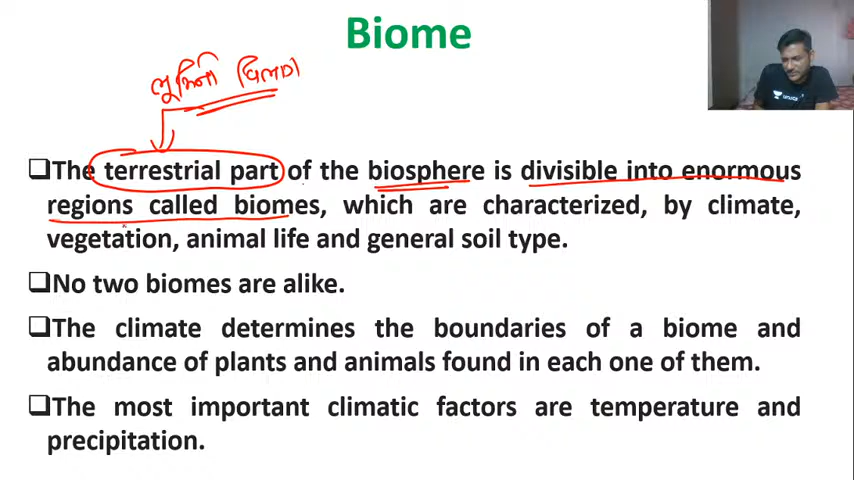 Biome
❑The terrestrial part of the biosphere is divisible into enormous
regions called biomes, which are characterized, by climate,
vegetation, animal life and general soil type.
❑No two biomes are alike.
❑The climate determines the boundaries of a biome and
abundance of plants and animals found in each one of them.
❑The most important climatic factors are temperature and
precipitation.